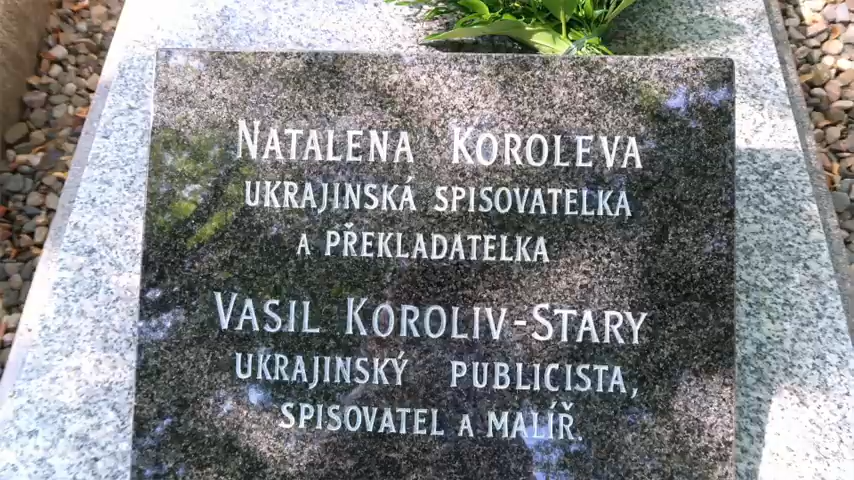 NATALENA KOROLEVA
UKRAJINSKÁ SPISOVATELKA
A PŘEKLADATELKA
VASIL KOROLIV-STARY
UKRAJINSKÝ PUBLICISTA,
SPISOVATEL A MALÍŘ.